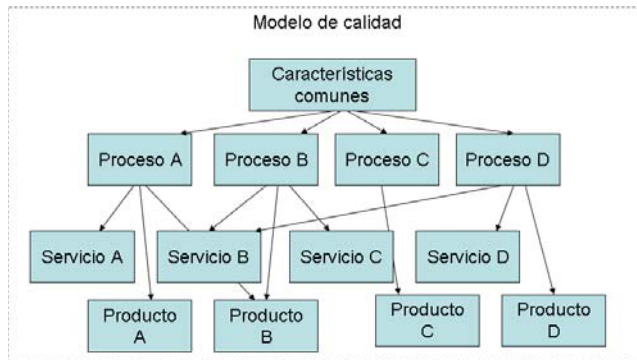 Modelo de calidad
Características
comunes
Proceso A
Proceso B
Proceso C
Proceso D
Servicio A
Servicio B
Servicio C
Servicio D
Producto
A
Producto
B
Producto
C
Producto
D